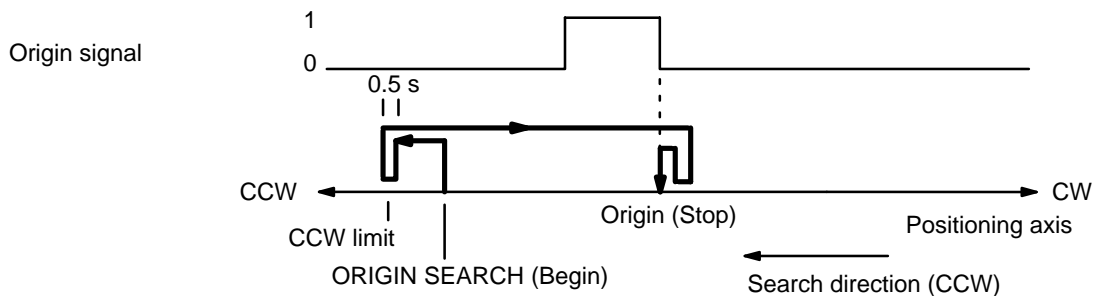 1
Origin signal
0
0.5 s
CCW
CW
Origin (Stop)
Positioning axis
CCW limit
ORIGIN SEARCH (Begin)
Search direction (CCW)